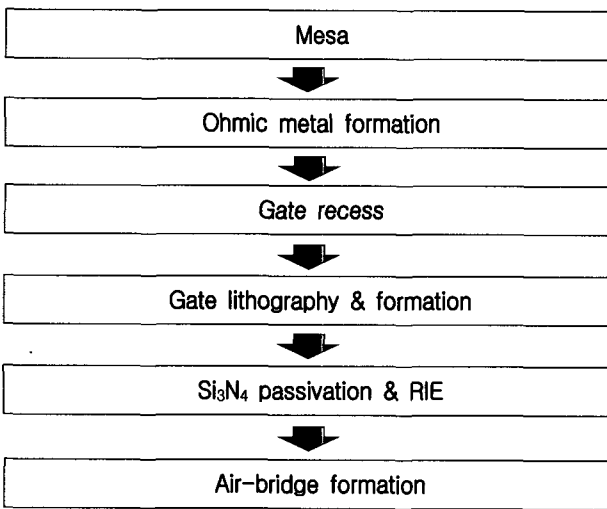 Mesa
Ohmic metal formation
Gate recess
Gate lithography & formation
Si₃N₄ passivation & RIE
Air-bridge formation